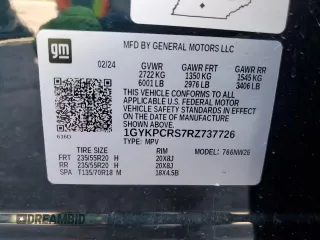 gm
MFD BY GENERAL MOTORS LLC
02/24 GVWR GAWR FRT GAWR RR
2722 KG 1350 KG 1545 KG
6001 LB 2976 LB 3406 LB
THIS VEHICLE CONFORMS TO ALL APPLICABLE
U.S. FEDERAL MOTOR VEHICLE SAFETY
STANDARDS IN EFFECT ON THE DATE OF
MANUFACTURE SHOWN ABOVE.
1GYKPCRS7RZ737726
TYPE: MPV MODEL: 766NW26
TIRE SIZE RIM
FRT 235/55R20 H 20X8J
RR 235/55R20 H 20X8J
SPA T135/70R18 M 18X4.5B
DREAMBID